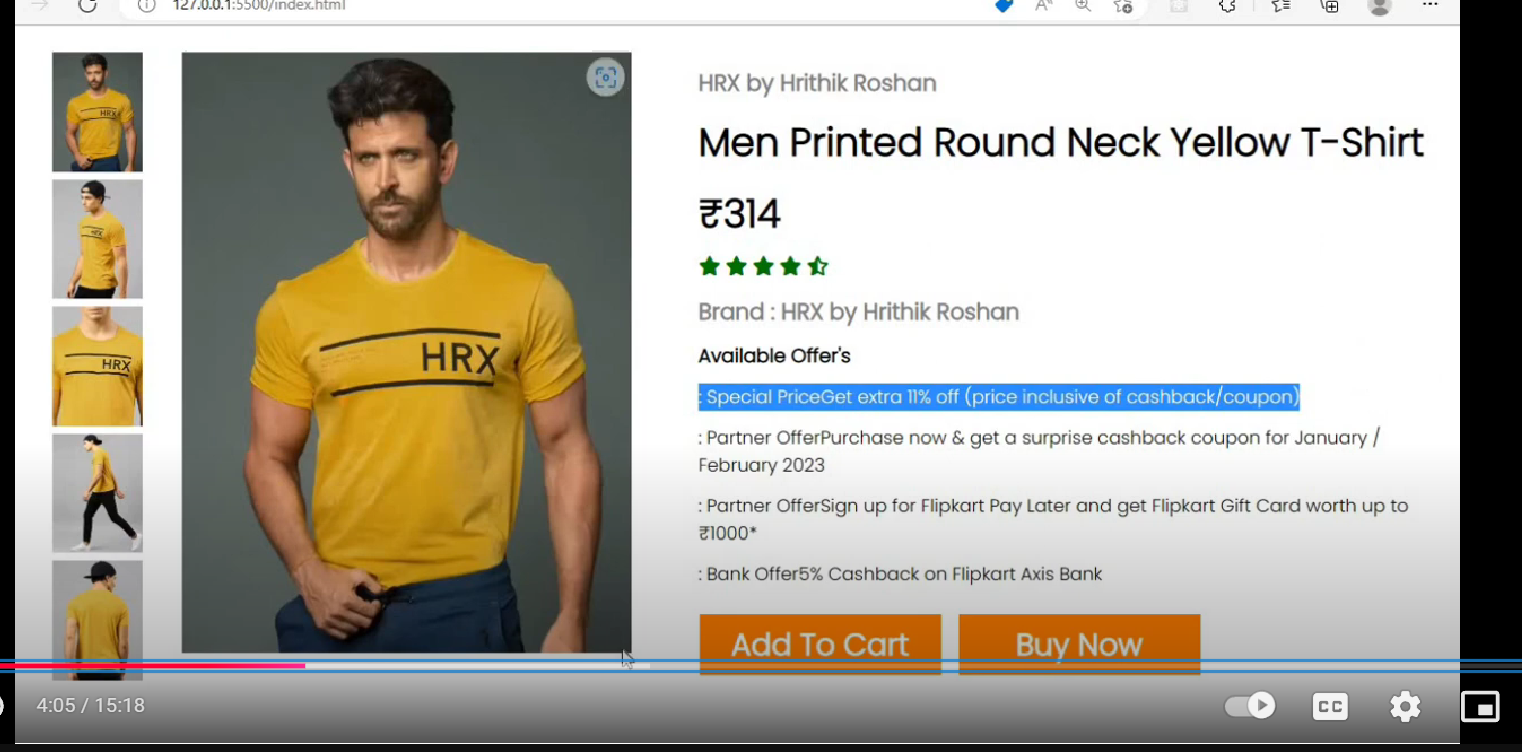 127.0.0.1:5500/index.html
HRX by Hrithik Roshan
Men Printed Round Neck Yellow T-Shirt
₹314
Brand : HRX by Hrithik Roshan
Available Offer's
: Special PriceGet extra 11% off (price inclusive of cashback/coupon)
: Partner OfferPurchase now & get a surprise cashback coupon for January /
February 2023
: Partner OfferSign up for Flipkart Pay Later and get Flipkart Gift Card worth up to
₹1000*
: Bank Offer5% Cashback on Flipkart Axis Bank
Add To Cart
Buy Now
HRX
HRX
HRX
HRX
4:05 / 15:18
CC